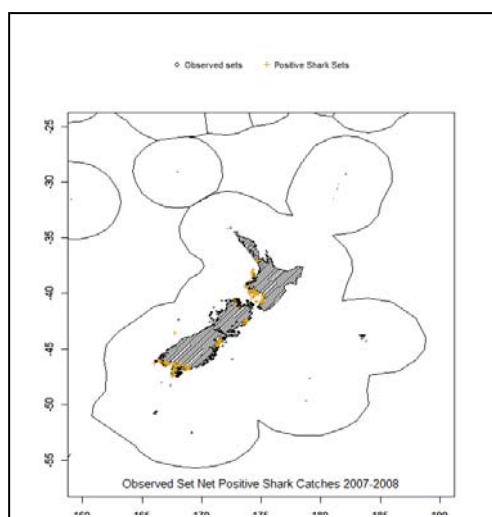 Observed sets Positive Shark Sets
-25
-30
-35
-40
-45
-50
-55
Observed Set Net Positive Shark Catches 2007-2008
160 165 170 175 180 185 190